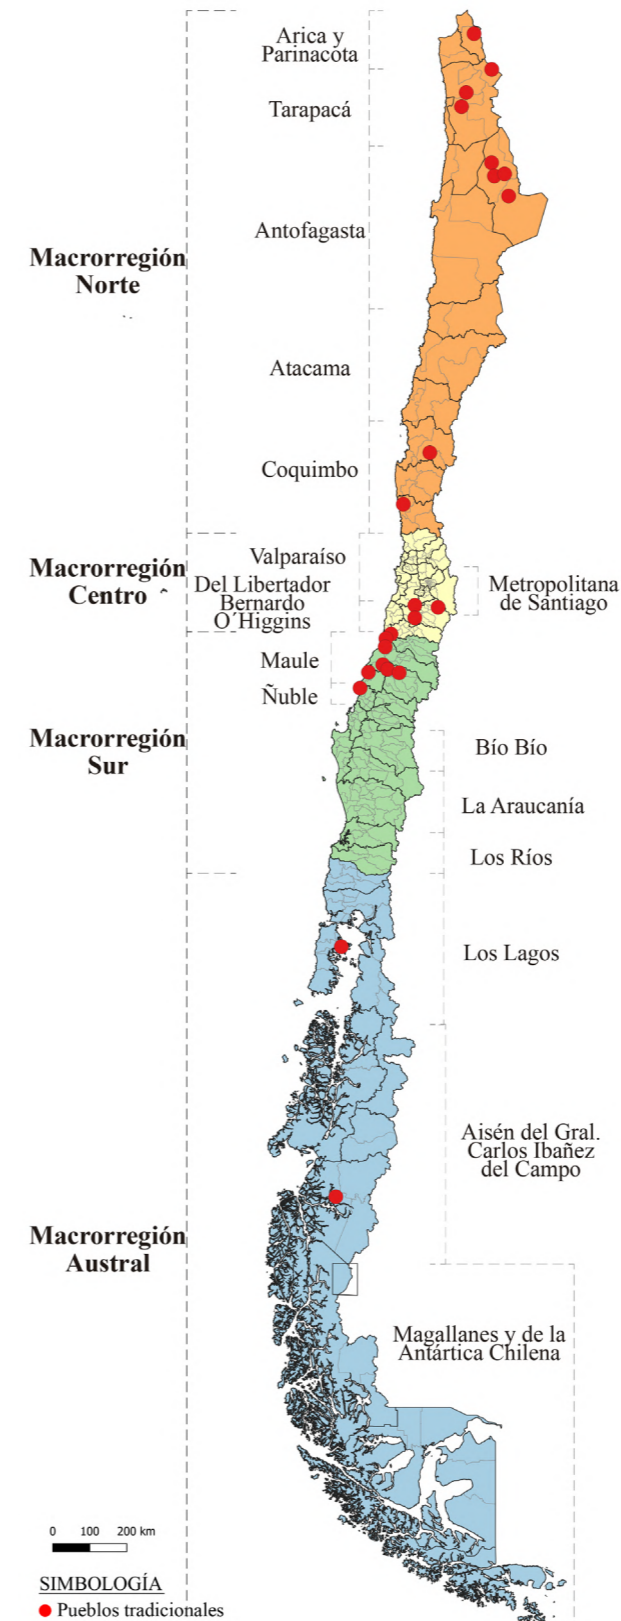 Arica y
Parinacota
Tarapacá
Antofagasta
Macrorregión
Norte
Atacama
Coquimbo
Valparaíso
Macrorregión
Centro
Del Libertador
Bernardo
O´Higgins
Metropolitana
de Santiago
Maule
Ñuble
Macrorregión
Sur
Bío Bío
La Araucanía
Los Ríos
Los Lagos
Aisén del Gral.
Carlos Ibañez
del Campo
Macrorregión
Austral
Magallanes y de la
Antártica Chilena
0 100 200 km
SIMBOLOGÍA
Pueblos tradicionales